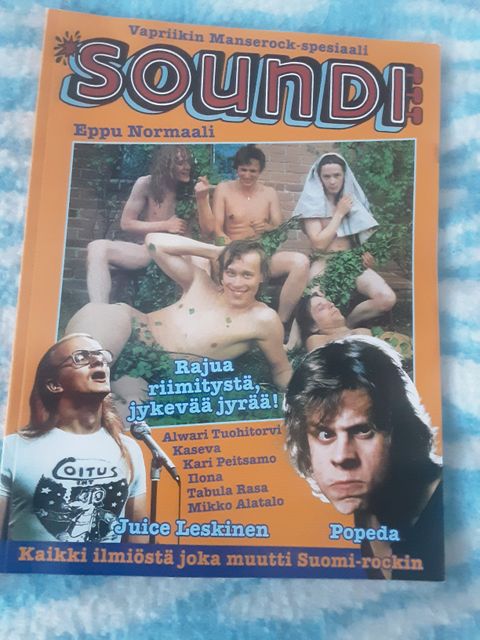 Vapriikin Manserock-spesiaali
SOUNDI
Eppu Normaali
Rajua
riimitystä,
jykevää jyrää!
Alwari Tuohitorvi
Kaseva
Kari Peitsamo
Ilona
Tabula Rasa
Mikko Alatalo
COITUS
INT
Juice Leskinen
Popeda
Kaikki ilmiöstä joka muutti Suomi-rockin